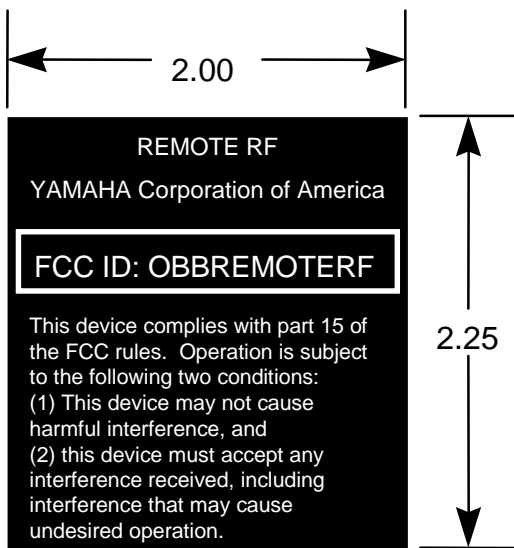 2.00
REMOTE RF
YAMAHA Corporation of America
FCC ID: OBBREMOTERF
This device complies with part 15 of
the FCC rules.  Operation is subject
to the following two conditions:
(1) This device may not cause
harmful interference, and
(2) this device must accept any
interference received, including
interference that may cause
undesired operation.
2.25